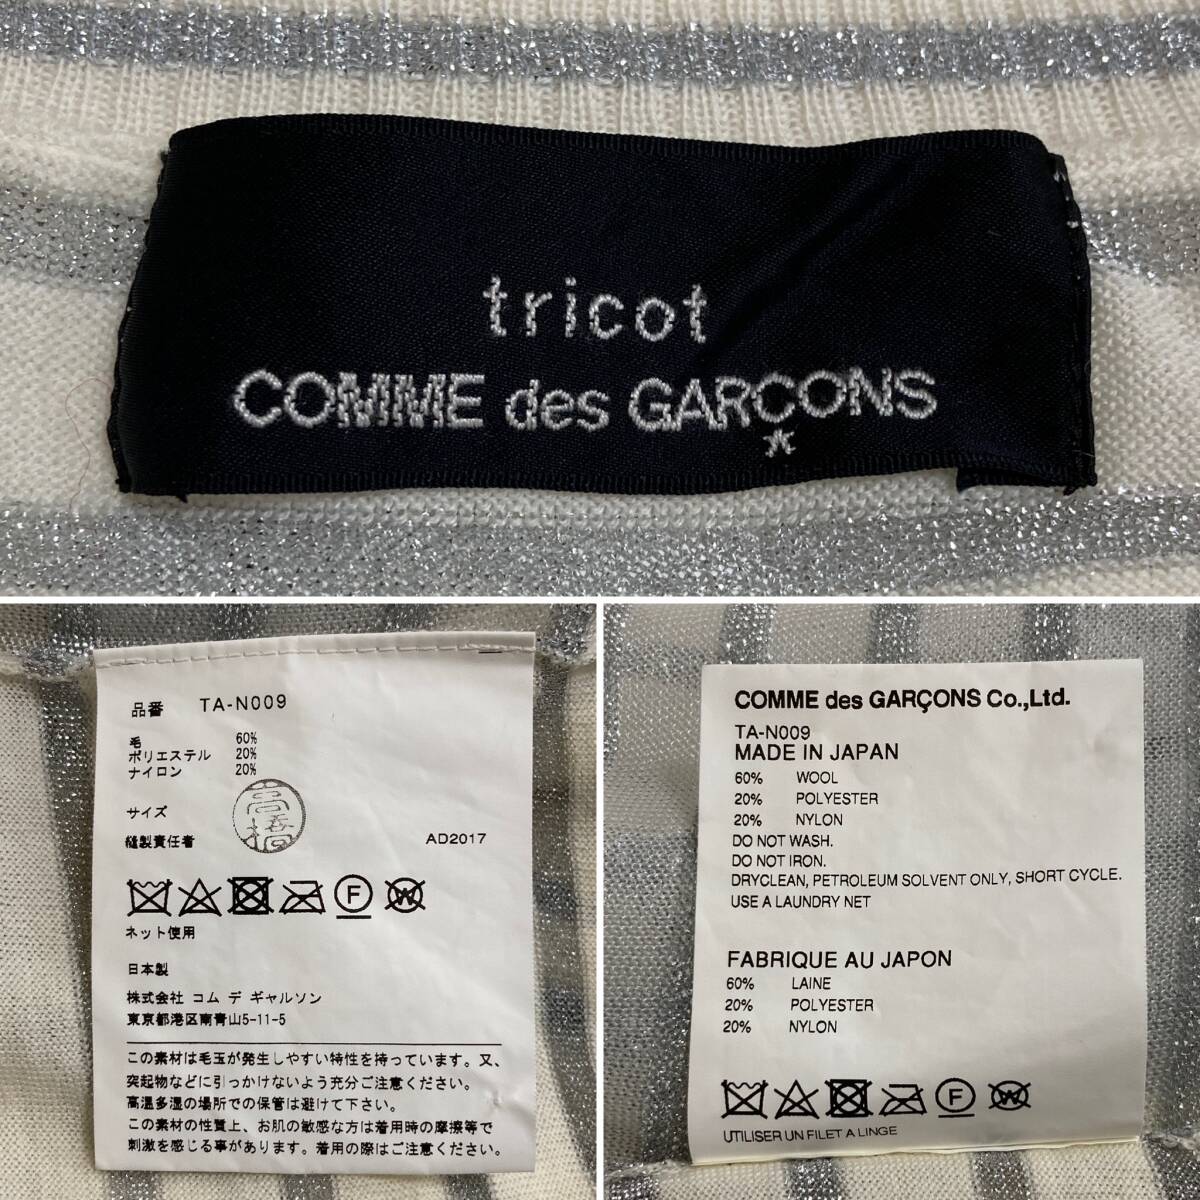 tricot
COMME des GARÇONS
品番 TA-N009
毛 60%
ポリエステル 20%
ナイロン 20%
サイズ
縫製責任者 AD2017
F W
ネット使用
日本製
株式会社 コム デ ギャルソン
東京都港区南青山5-11-5
この素材は毛玉が発生しやすい特性を持っています。又、
突起物などに引っかけないよう充分ご注意ください。
高温多湿の場所での保管は避けて下さい。
この素材の性質上、お肌の敏感な方は着用時の摩擦等で
刺激を感じる事があります。着用の際はご注意ください。
COMME des GARÇONS Co.,Ltd.
TA-N009
MADE IN JAPAN
60% WOOL
20% POLYESTER
20% NYLON
DO NOT WASH.
DO NOT IRON.
DRYCLEAN, PETROLEUM SOLVENT ONLY, SHORT CYCLE.
USE A LAUNDRY NET
FABRIQUE AU JAPON
60% LAINE
20% POLYESTER
20% NYLON
F W
UTILISER UN FILET A LINGE